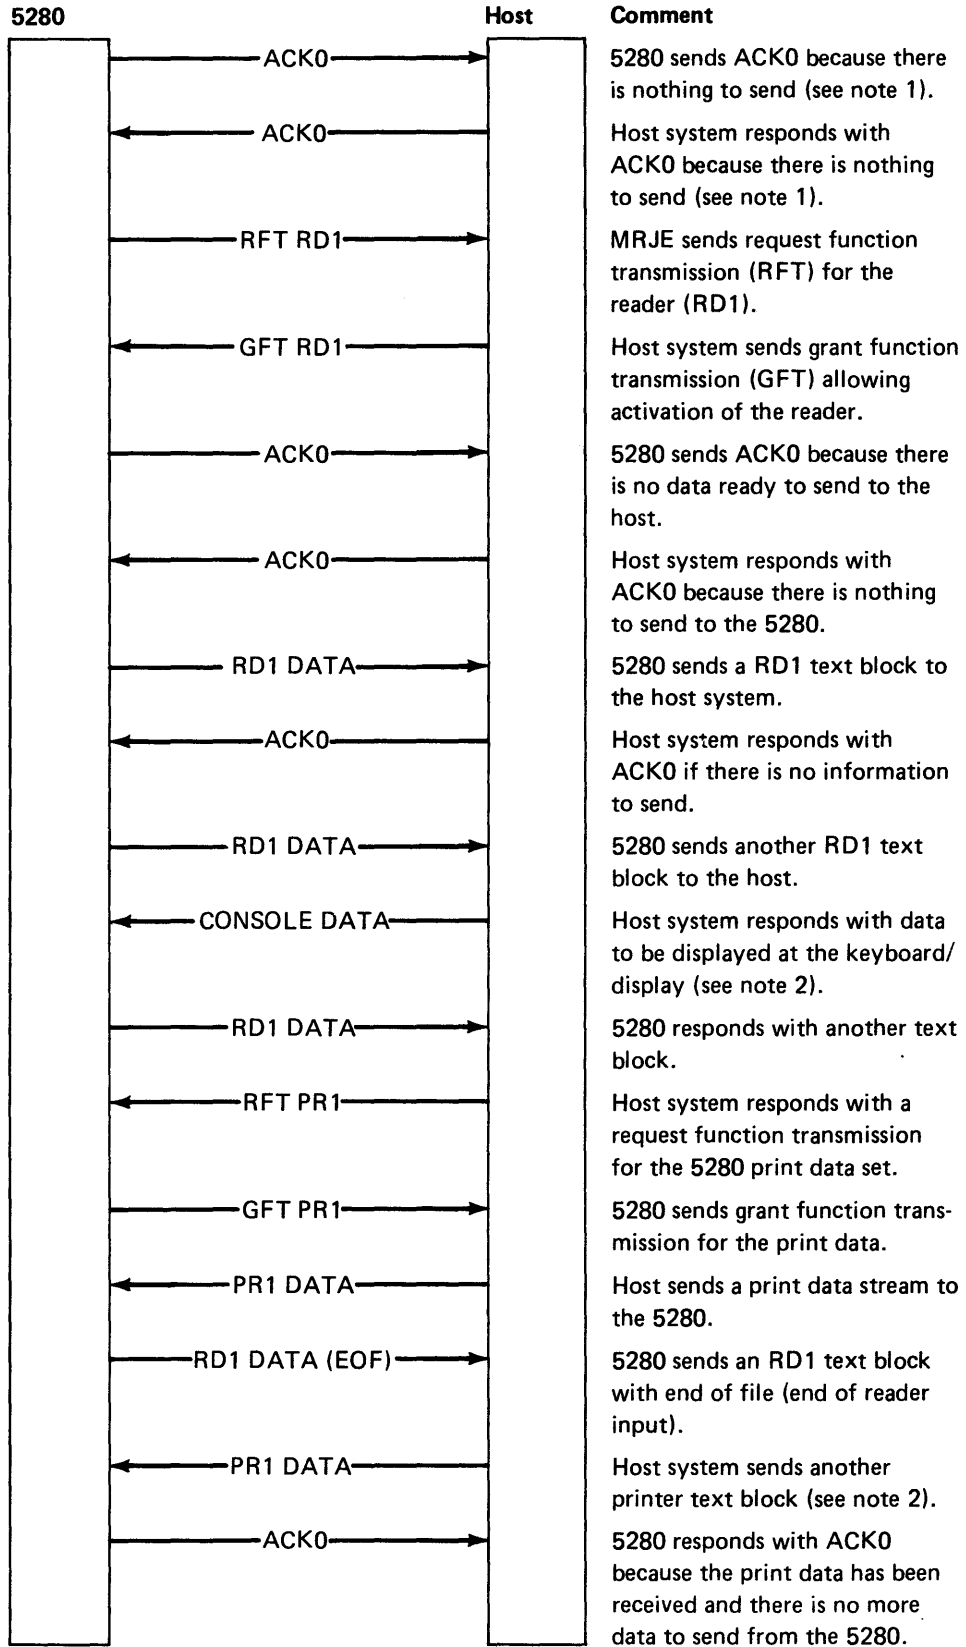 5280 Host Comment
ACK0
5280 sends ACK0 because there
is nothing to send (see note 1).
ACK0
Host system responds with
ACK0 because there is nothing
to send (see note 1).
RFT RD1
MRJE sends request function
transmission (RFT) for the
reader (RD1).
GFT RD1
Host system sends grant function
transmission (GFT) allowing
activation of the reader.
ACK0
5280 sends ACK0 because there
is no data ready to send to the
host.
ACK0
Host system responds with
ACK0 because there is nothing
to send to the 5280.
RD1 DATA
5280 sends a RD1 text block to
the host system.
ACK0
Host system responds with
ACK0 if there is no information
to send.
RD1 DATA
5280 sends another RD1 text
block to the host.
CONSOLE DATA
Host system responds with data
to be displayed at the keyboard/
display (see note 2).
RD1 DATA
5280 responds with another text
block.
RFT PR1
Host system responds with a
request function transmission
for the 5280 print data set.
GFT PR1
5280 sends grant function trans-
mission for the print data.
PR1 DATA
Host sends a print data stream to
the 5280.
RD1 DATA (EOF)
5280 sends an RD1 text block
with end of file (end of reader
input).
PR1 DATA
Host system sends another
printer text block (see note 2).
ACK0
5280 responds with ACK0
because the print data has been
received and there is no more
data to send from the 5280.